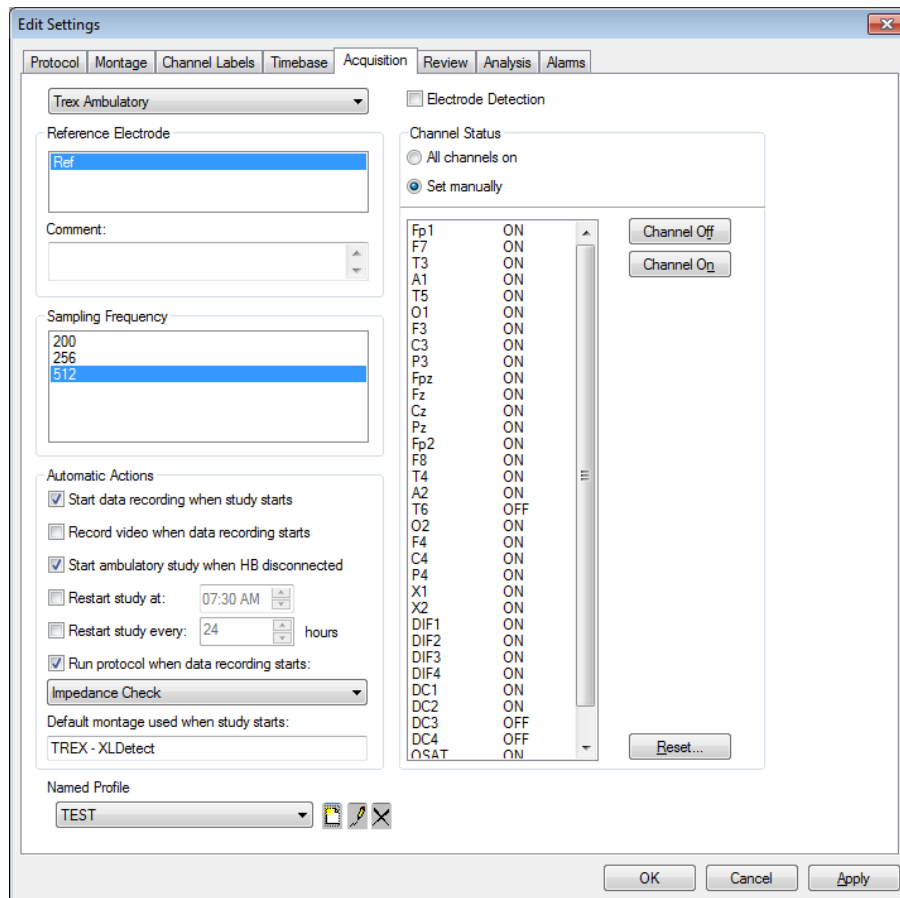 Edit Settings
Protocol Montage Channel Labels Timebase Acquisition Review Analysis Alarms
Trex Ambulatory
Reference Electrode
Ref
Comment:
Sampling Frequency
200
256
512
Automatic Actions
Start data recording when study starts
Record video when data recording starts
Start ambulatory study when HB disconnected
Restart study at: 07:30 AM
Restart study every: 24 hours
Run protocol when data recording starts:
Impedance Check
Default montage used when study starts:
TREX - XLDetect
Named Profile
TEST
Electrode Detection
Channel Status
All channels on
Set manually
Fp1 ON
F7 ON
T3 ON
A1 ON
T5 ON
O1 ON
F3 ON
C3 ON
P3 ON
Fpz ON
Fz ON
Cz ON
Pz ON
Fp2 ON
F8 ON
T4 ON
A2 ON
T6 OFF
O2 ON
F4 ON
C4 ON
P4 ON
X1 ON
X2 ON
DIF1 ON
DIF2 ON
DIF3 ON
DIF4 ON
DC1 ON
DC2 ON
DC3 OFF
DC4 OFF
OSAT ON
Channel Off
Channel On
Reset...
OK Cancel Apply